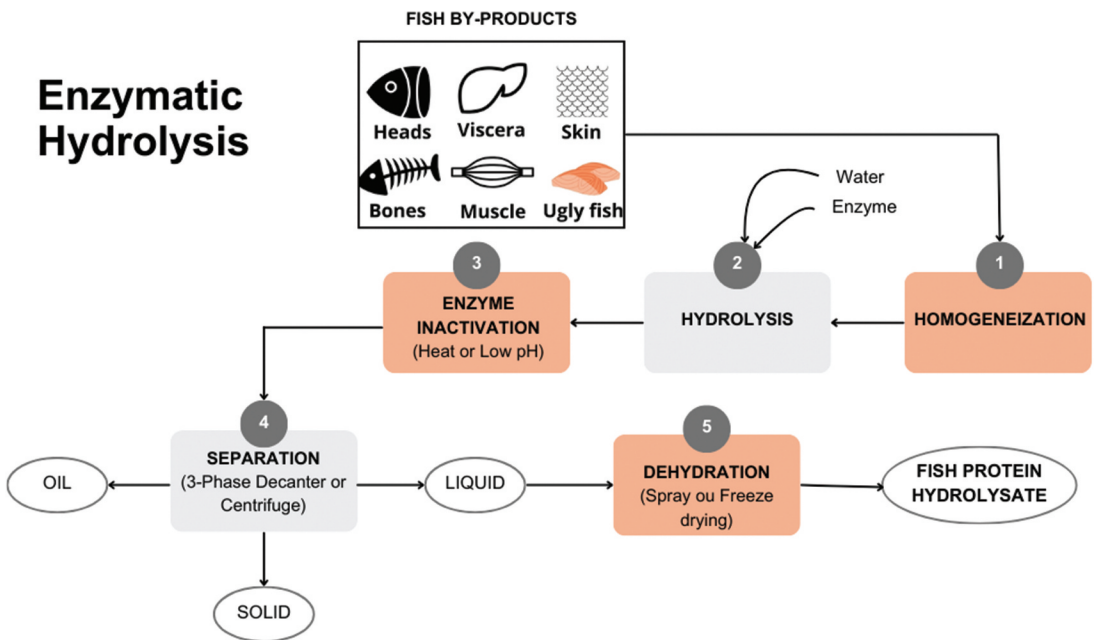 FISH BY-PRODUCTS
Enzymatic
Hydrolysis
Heads
Viscera
Skin
Bones
Muscle
Ugly fish
Water
Enzyme
1
HOMOGENEIZATION
2
HYDROLYSIS
3
ENZYME
INACTIVATION
(Heat or Low pH)
4
SEPARATION
(3-Phase Decanter or
Centrifuge)
OIL
SOLID
LIQUID
5
DEHYDRATION
(Spray ou Freeze
drying)
FISH PROTEIN
HYDROLYSATE